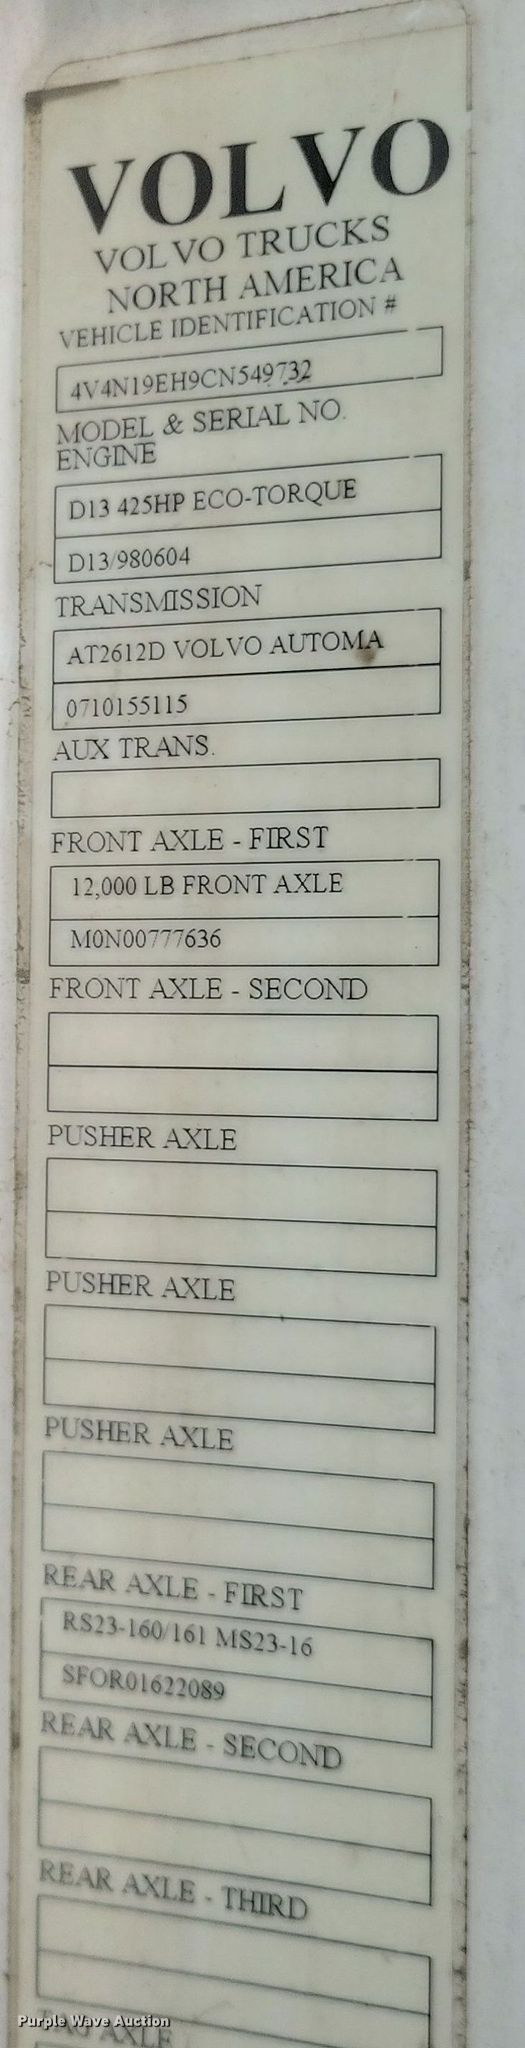 VOLVO
VOLVO TRUCKS
NORTH AMERICA
VEHICLE IDENTIFICATION #
4V4N19EH9CN549732
MODEL & SERIAL NO.
ENGINE
D13 425HP ECO-TORQUE
D13/980604
TRANSMISSION
AT2612D VOLVO AUTOMA
0710155115
AUX TRANS.
FRONT AXLE - FIRST
12,000 LB FRONT AXLE
M0N00777636
FRONT AXLE - SECOND
PUSHER AXLE
PUSHER AXLE
PUSHER AXLE
REAR AXLE - FIRST
RS23-160/161 MS23-16
SFOR01622089
REAR AXLE - SECOND
REAR AXLE - THIRD
TAG AXLE
Purple Wave Auction